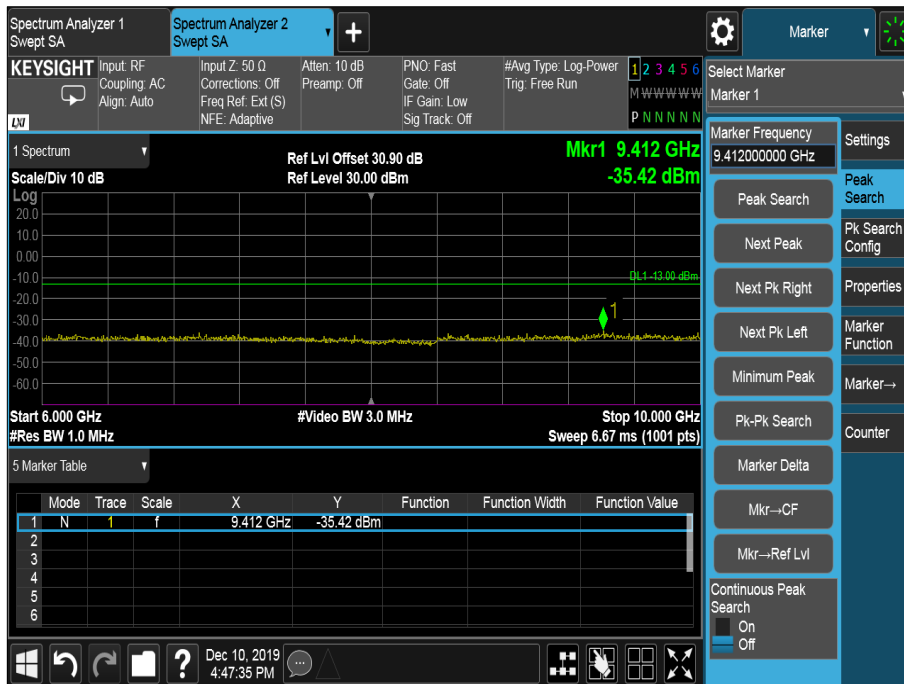 Spectrum Analyzer 1
Swept SA
Spectrum Analyzer 2
Swept SA
Marker
KEYSIGHT
LXI
Input: RF
Coupling: AC
Align: Auto
Input Z: 50 Ω
Corrections: Off
Freq Ref: Ext (S)
NFE: Adaptive
Atten: 10 dB
Preamp: Off
PNO: Fast
Gate: Off
IF Gain: Low
Sig Track: Off
#Avg Type: Log-Power
Trig: Free Run
1 2 3 4 5 6
M W W W W W
P N N N N N
Select Marker
Marker 1
1 Spectrum
Scale/Div 10 dB
Ref Lvl Offset 30.90 dB
Ref Level 30.00 dBm
Mkr1 9.412 GHz
-35.42 dBm
Log
20.0
10.0
0.00
-10.0
-20.0
-30.0
-40.0
-50.0
-60.0
DL1 -13.00 dBm
1
Start 6.000 GHz
#Res BW 1.0 MHz
#Video BW 3.0 MHz
Stop 10.000 GHz
Sweep 6.67 ms (1001 pts)
Marker Frequency
9.412000000 GHz
Peak Search
Next Peak
Next Pk Right
Next Pk Left
Minimum Peak
Pk-Pk Search
Marker Delta
Mkr→CF
Mkr→Ref Lvl
Continuous Peak
Search
On
Off
Settings
Peak
Search
Pk Search
Config
Properties
Marker
Function
Marker→
Counter
5 Marker Table
Mode Trace Scale X Y Function Function Width Function Value
1 N 1 f 9.412 GHz -35.42 dBm
2
3
4
5
6
Dec 10, 2019
4:47:35 PM